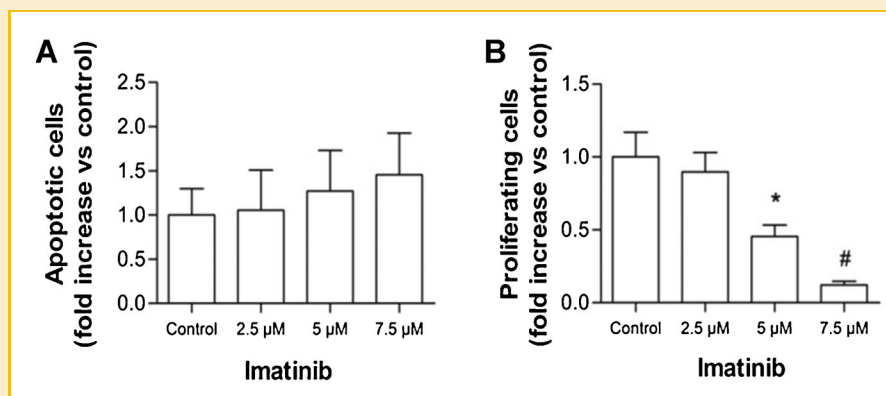 A
Apoptotic cells
(fold increase vs control)
2.5
2.0
1.5
1.0
0.5
0.0
Control 2.5 µM 5 µM 7.5 µM
Imatinib
B
Proliferating cells
(fold increase vs control)
1.5
1.0
0.5
0.0
*
#
Control 2.5 µM 5 µM 7.5 µM
Imatinib